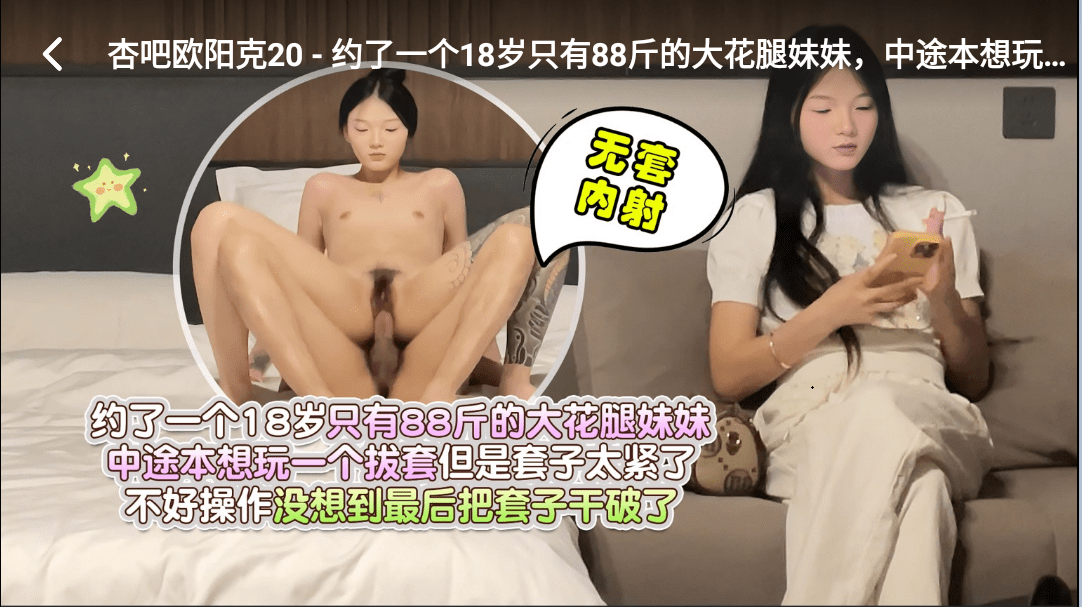 杏吧欧阳克20 - 约了一个18岁只有88斤的大花腿妹妹，中途本想玩…
无套
内射
约了一个18岁只有88斤的大花腿妹妹
中途本想玩一个拔套但是套子太紧了
不好操作没想到最后把套子干破了